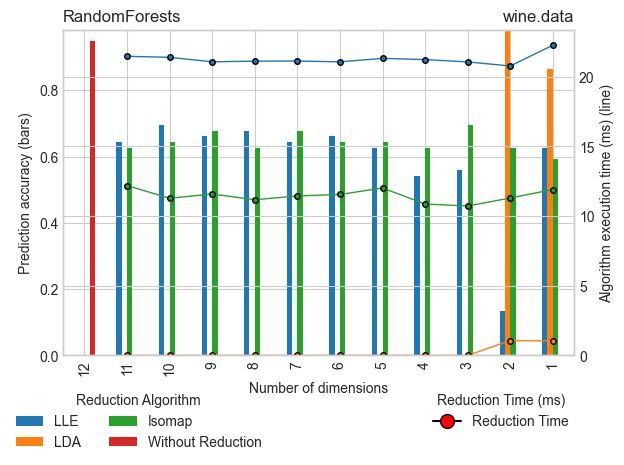 RandomForests wine.data
0.8
0.6
0.4
0.2
0.0
Prediction accuracy (bars)
20
15
10
5
0
Algorithm execution time (ms) (line)
12 11 10 9 8 7 6 5 4 3 2 1
Number of dimensions
Reduction Algorithm
LLE Isomap
LDA Without Reduction
Reduction Time (ms)
Reduction Time